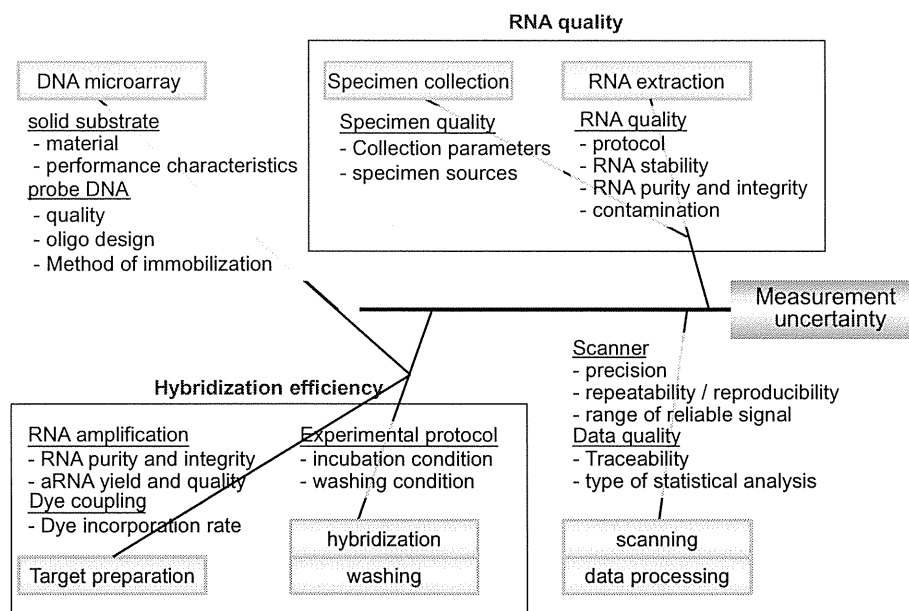 RNA quality
DNA microarray
solid substrate
- material
- performance characteristics
probe DNA
- quality
- oligo design
- Method of immobilization
Specimen collection
Specimen quality
- Collection parameters
- specimen sources
RNA extraction
RNA quality
- protocol
- RNA stability
- RNA purity and integrity
- contamination
Measurement
uncertainty
Hybridization efficiency
RNA amplification
- RNA purity and integrity
- aRNA yield and quality
Dye coupling
- Dye incorporation rate
Target preparation
Experimental protocol
- incubation condition
- washing condition
hybridization
washing
Scanner
- precision
- repeatability / reproducibility
- range of reliable signal
Data quality
- Traceability
- type of statistical analysis
scanning
data processing